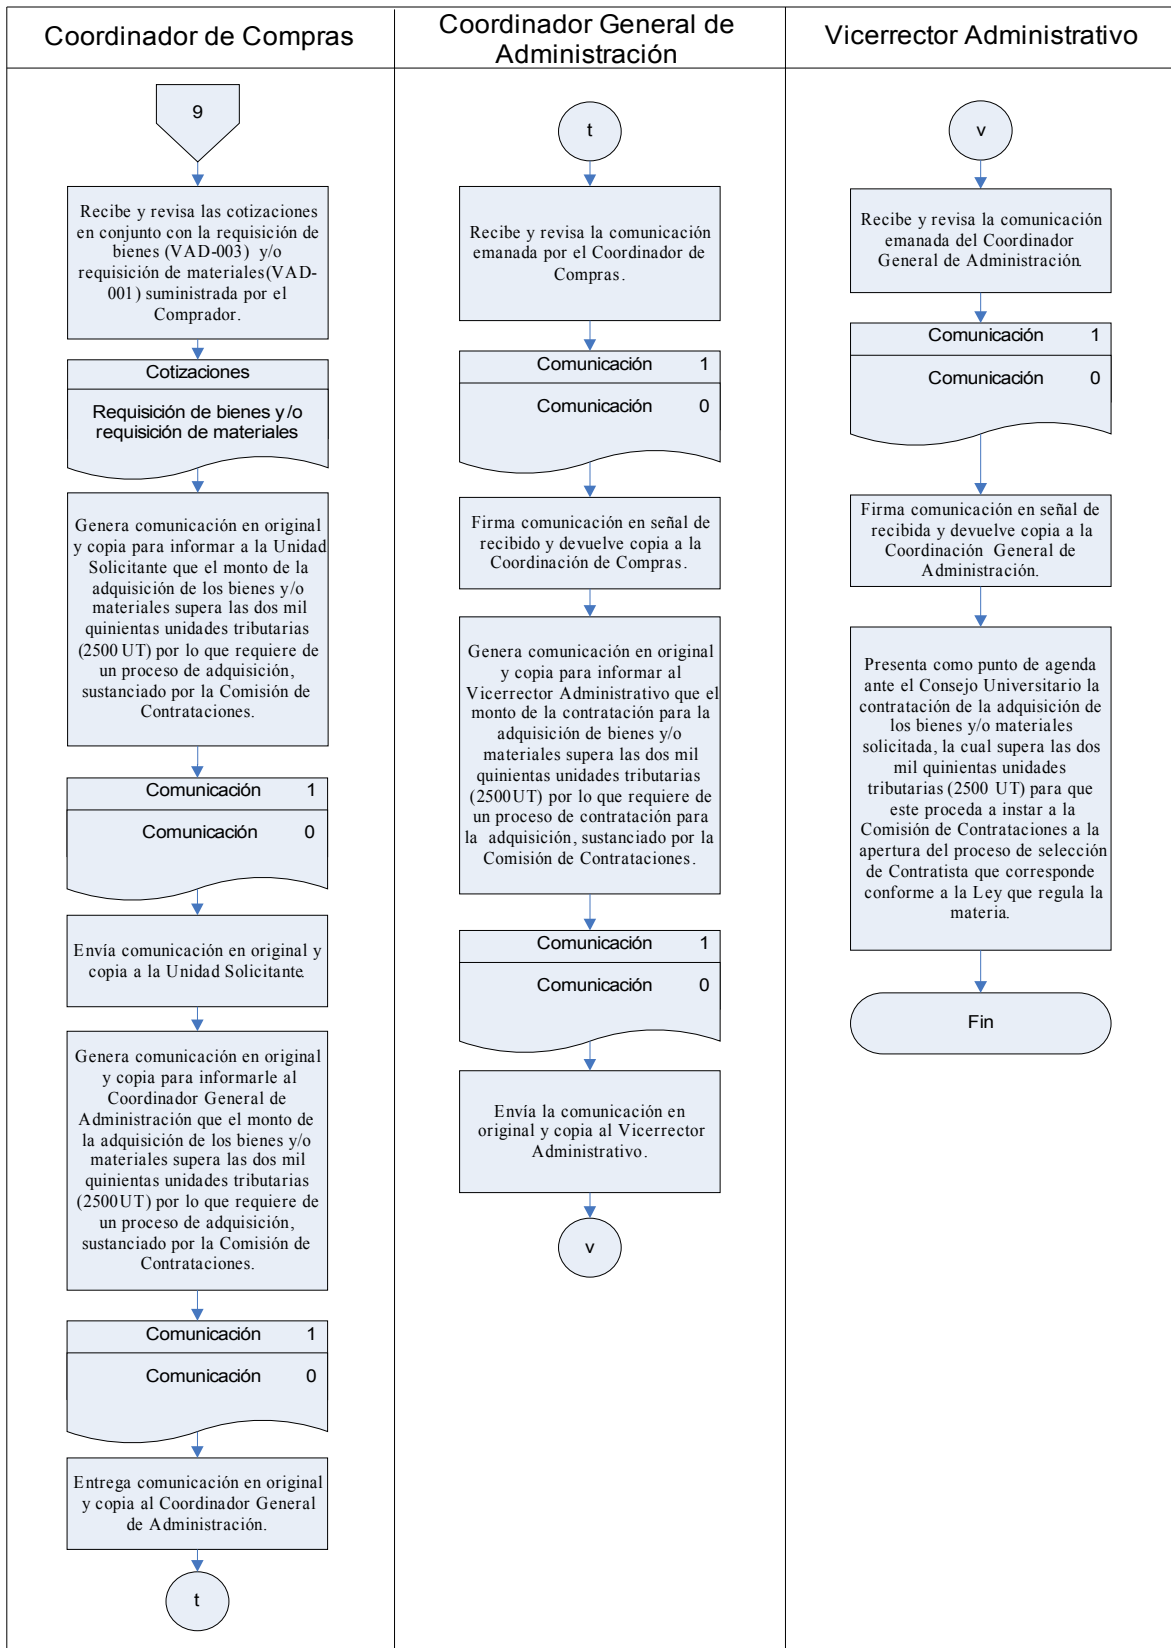 Coordinador de Compras
9
Recibe y revisa las cotizaciones
en conjunto con la requisición de
bienes (VAD-003) y/o
requisición de materiales(VAD-
001) suministrada por el
Comprador.
Cotizaciones
Requisición de bienes y/o
requisición de materiales
Genera comunicación en original
y copia para informar a la Unidad
Solicitante que el monto de la
adquisición de los bienes y/o
materiales supera las dos mil
quinientas unidades tributarias
(2500 UT) por lo que requiere de
un proceso de adquisición,
sustanciado por la Comisión de
Contrataciones.
Comunicación 1
Comunicación 0
Envía comunicación en original y
copia a la Unidad Solicitante.
Genera comunicación en original
y copia para informarle al
Coordinador General de
Administración que el monto de
la adquisición de los bienes y/o
materiales supera las dos mil
quinientas unidades tributarias
(2500UT) por lo que requiere de
un proceso de adquisición,
sustanciado por la Comisión de
Contrataciones.
Comunicación 1
Comunicación 0
Entrega comunicación en original
y copia al Coordinador General
de Administración.
t
Coordinador General de
Administración
t
Recibe y revisa la comunicación
emanada por el Coordinador de
Compras.
Comunicación 1
Comunicación 0
Firma comunicación en señal de
recibido y devuelve copia a la
Coordinación de Compras.
Genera comunicación en original
y copia para informar al
Vicerrector Administrativo que el
monto de la contratación para la
adquisición de bienes y/o
materiales supera las dos mil
quinientas unidades tributarias
(2500UT) por lo que requiere de
un proceso de contratación para
la adquisición, sustanciado por la
Comisión de Contrataciones.
Comunicación 1
Comunicación 0
Envía la comunicación en
original y copia al Vicerrector
Administrativo.
v
Vicerrector Administrativo
v
Recibe y revisa la comunicación
emanada del Coordinador
General de Administración.
Comunicación 1
Comunicación 0
Firma comunicación en señal de
recibida y devuelve copia a la
Coordinación General de
Administración.
Presenta como punto de agenda
ante el Consejo Universitario la
contratación de la adquisición de
los bienes y/o materiales
solicitada, la cual supera las dos
mil quinientas unidades
tributarias (2500 UT) para que
este proceda a instar a la
Comisión de Contrataciones a la
apertura del proceso de selección
de Contratista que corresponde
conforme a la Ley que regula la
materia.
Fin